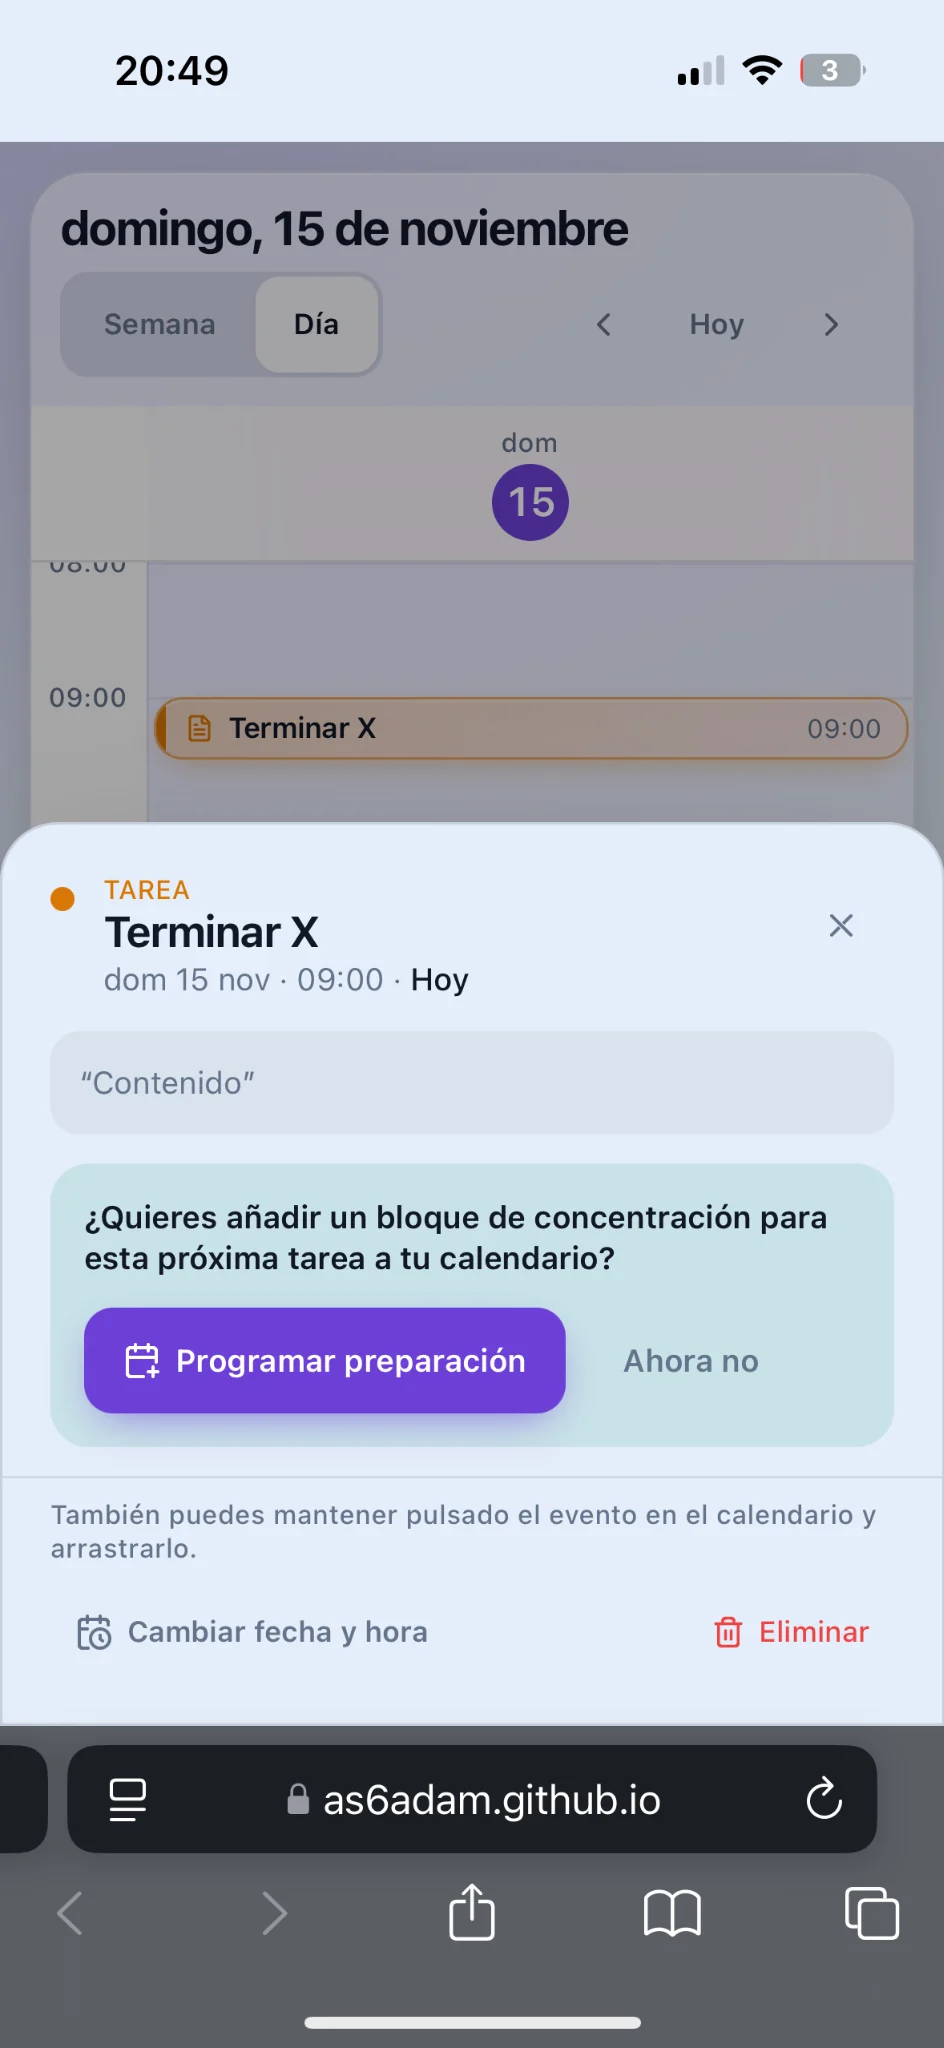 20:49
3
domingo, 15 de noviembre
Semana
Día
Hoy
dom
15
08:00
09:00
Terminar X
09:00
TAREA
Terminar X
dom 15 nov · 09:00 · Hoy
“Contenido”
¿Quieres añadir un bloque de concentración para
esta próxima tarea a tu calendario?
Programar preparación
Ahora no
También puedes mantener pulsado el evento en el calendario y
arrastrarlo.
Cambiar fecha y hora
Eliminar
as6adam.github.io